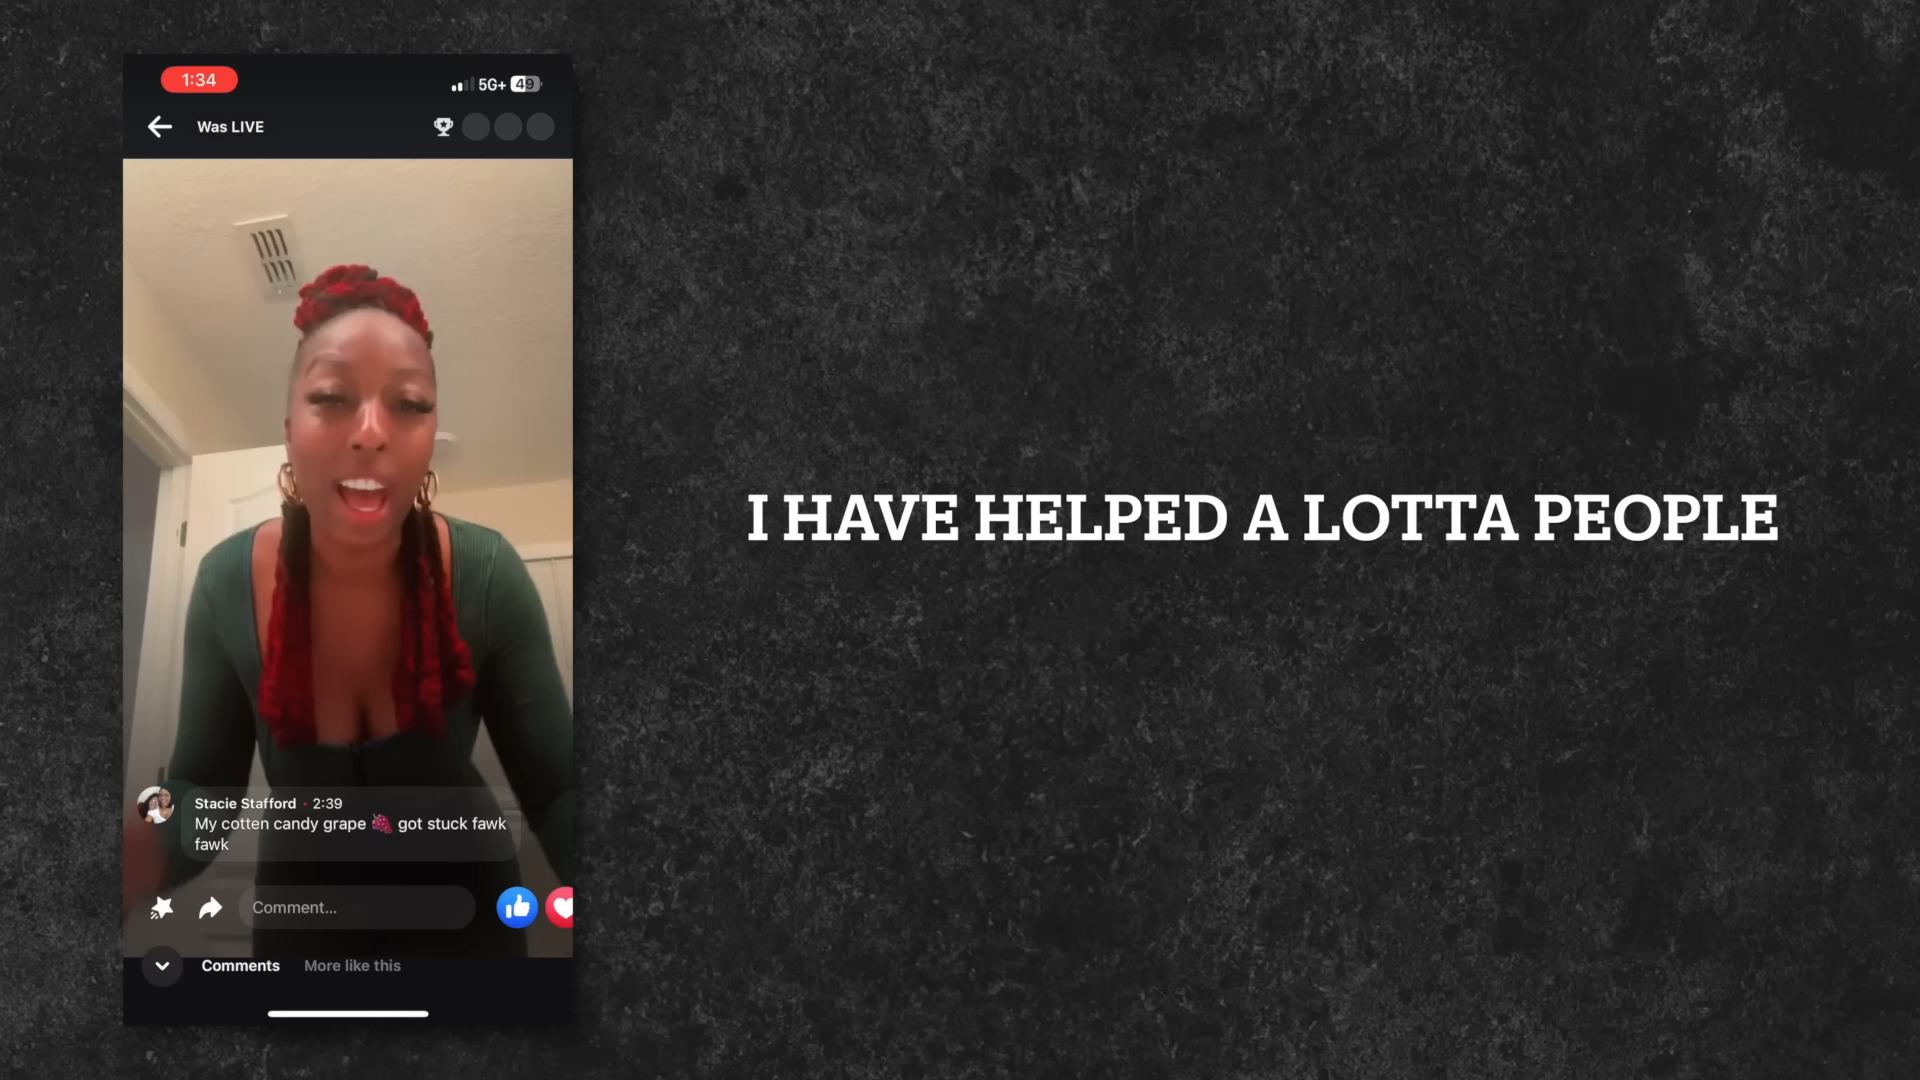 1:34
5G+ 49
Was LIVE
I HAVE HELPED A LOTTA PEOPLE
Stacie Stafford • 2:39
My cotten candy grape 🍇 got stuck fawk
fawk
Comment...
Comments More like this